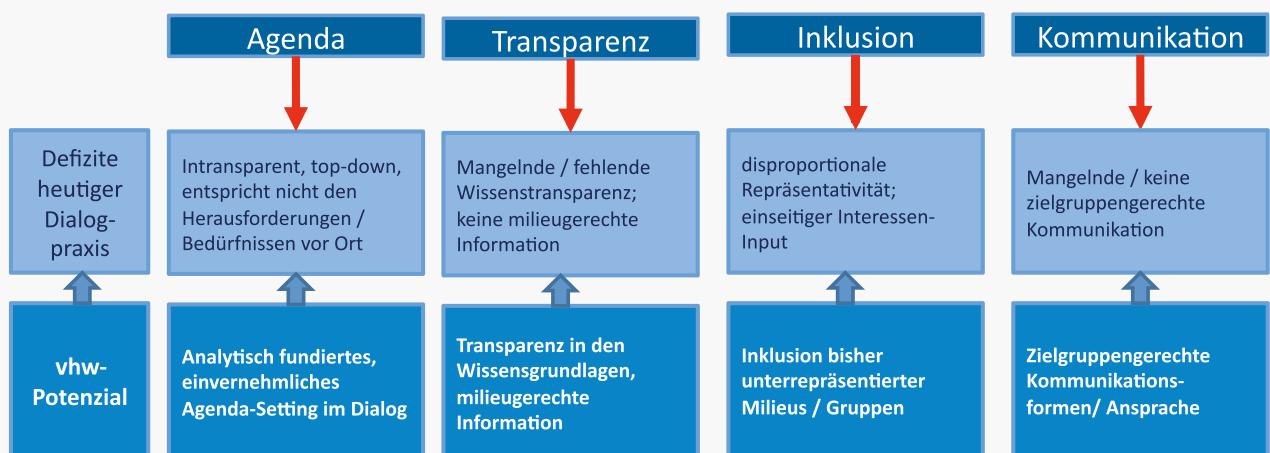 Agenda
Transparenz
Inklusion
Kommunikation
Defizite
heutiger
Dialog-
praxis
Intransparent, top-down,
entspricht nicht den
Herausforderungen /
Bedürfnissen vor Ort
Mangelnde / fehlende
Wissenstransparenz;
keine milieugerechte
Information
disproportionale
Repräsentativität;
einseitiger Interessen-
Input
Mangelnde / keine
zielgruppengerechte
Kommunikation
vhw-
Potenzial
Analytisch fundiertes,
einvernehmliches
Agenda-Setting im Dialog
Transparenz in den
Wissensgrundlagen,
milieugerechte
Information
Inklusion bisher
unterrepräsentierter
Milieus / Gruppen
Zielgruppengerechte
Kommunikations-
formen/ Ansprache